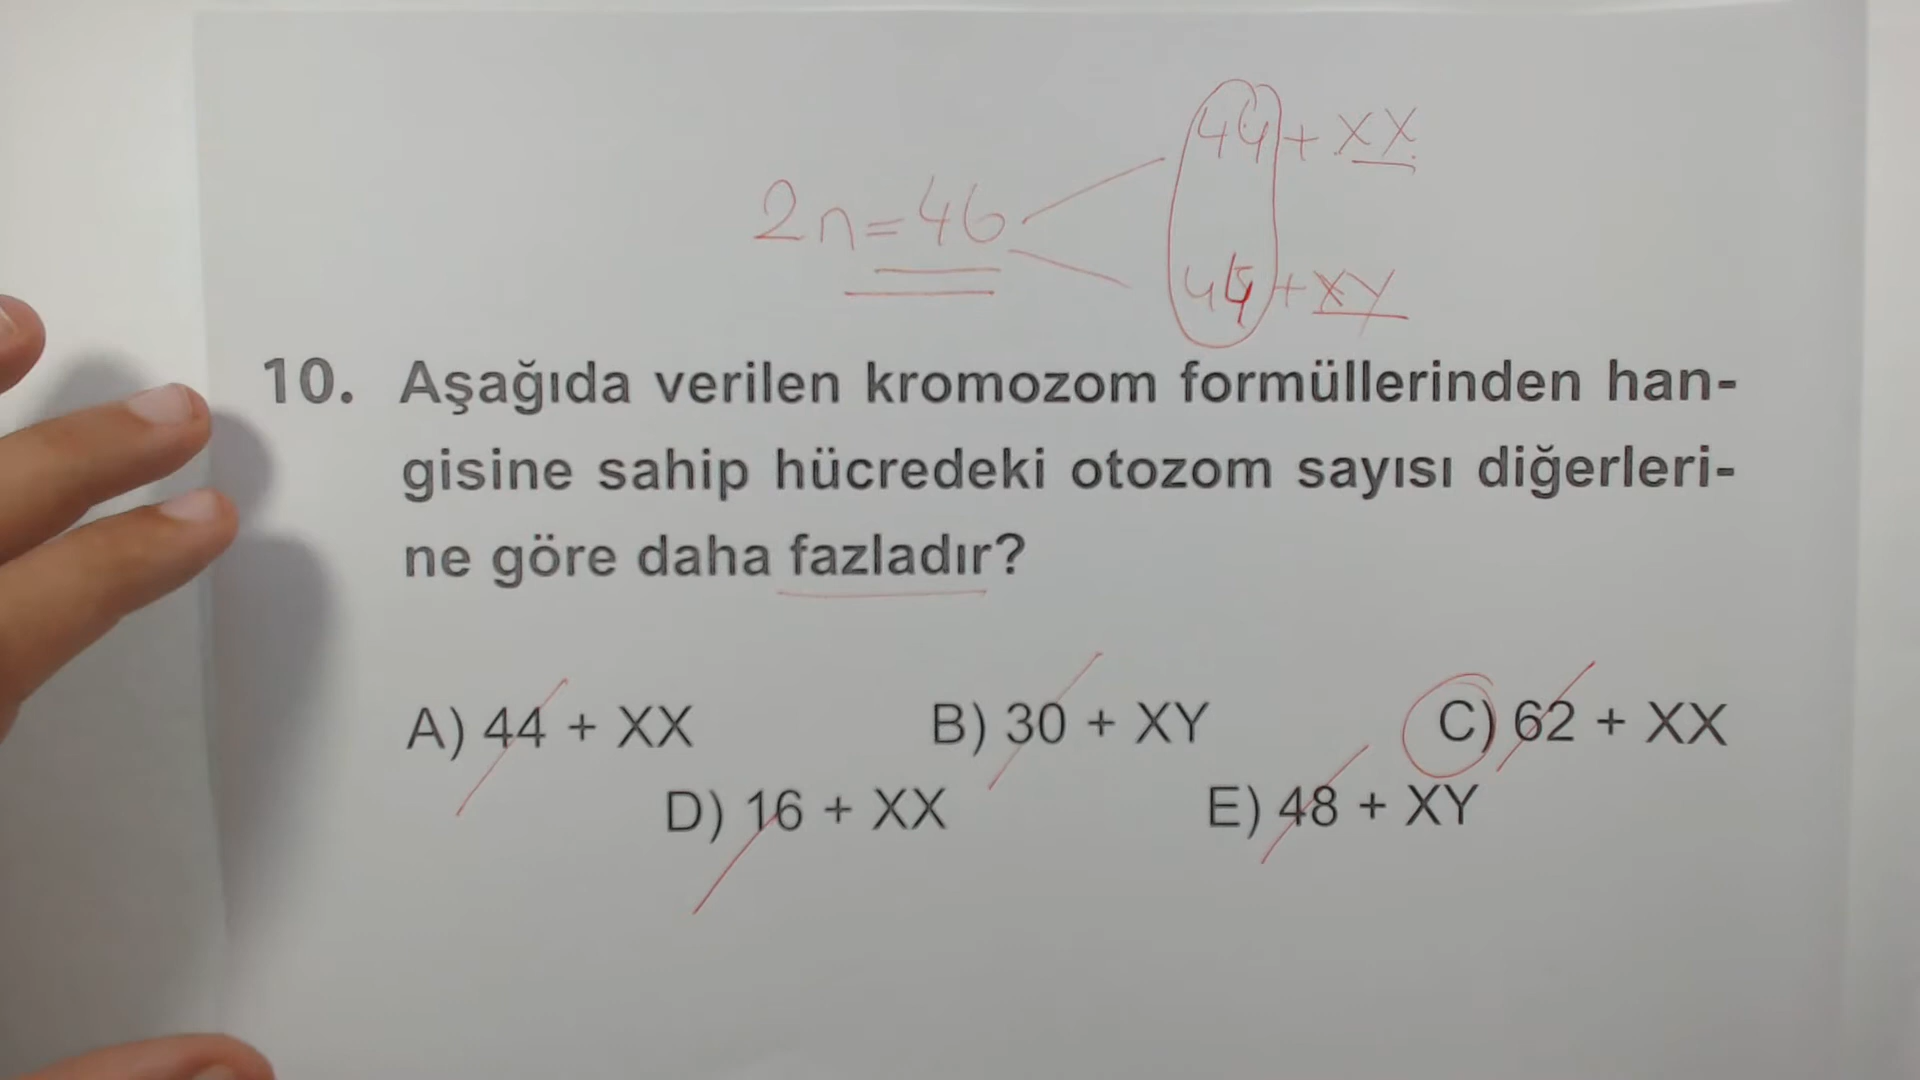 44 + XX
2n = 46
44 + XY
10. Aşağıda verilen kromozom formüllerinden han-
gisine sahip hücredeki otozom sayısı diğerleri-
ne göre daha fazladır?
A) 44 + XX B) 30 + XY C) 62 + XX
D) 16 + XX E) 48 + XY